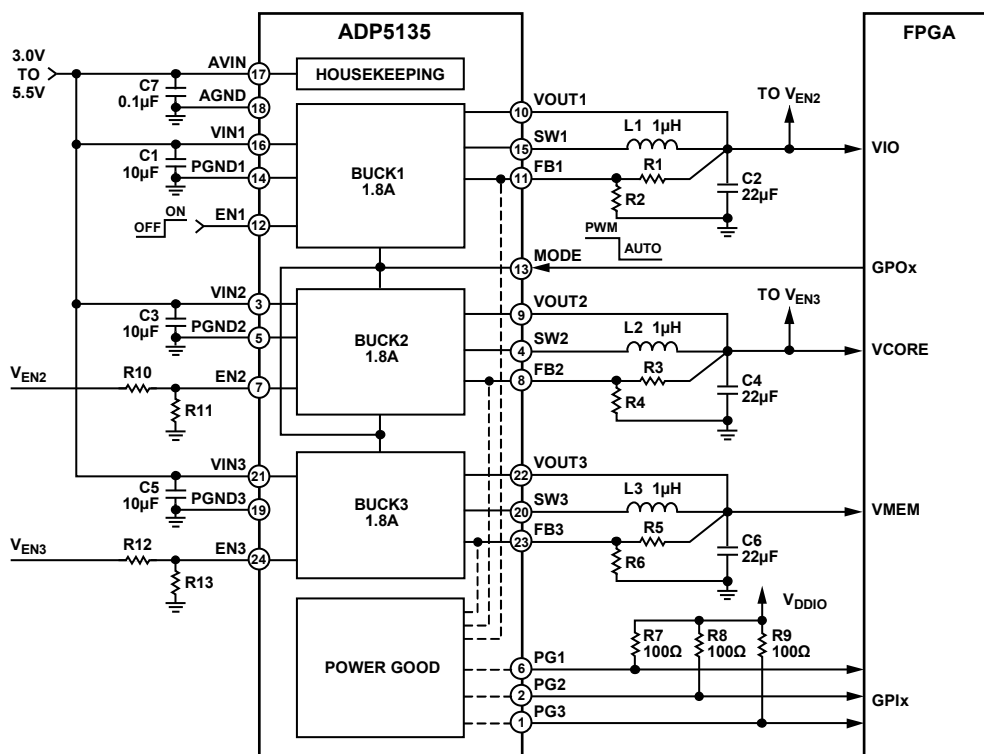 ADP5135
FPGA
3.0V
TO
5.5V
AVIN
17
HOUSEKEEPING
C7
0.1µF
AGND
18
VOUT1
10
TO VEN2
VIN1
16
SW1
15
L1 1µH
VIO
C1
10µF
PGND1
14
BUCK1
1.8A
FB1
11
R1
R2
C2
22µF
OFF
ON
EN1
12
PWM
AUTO
MODE
13
GPOx
VIN2
3
VOUT2
9
TO VEN3
C3
10µF
PGND2
5
BUCK2
1.8A
SW2
4
L2 1µH
VCORE
VEN2
R10
EN2
7
FB2
8
R3
R4
C4
22µF
R11
VIN3
21
VOUT3
22
C5
10µF
PGND3
19
BUCK3
1.8A
SW3
20
L3 1µH
VMEM
VEN3
R12
EN3
24
FB3
23
R5
R6
C6
22µF
R13
VDDIO
R7
100Ω
R8
100Ω
R9
100Ω
POWER GOOD
6
PG1
2
PG2
GPIx
1
PG3